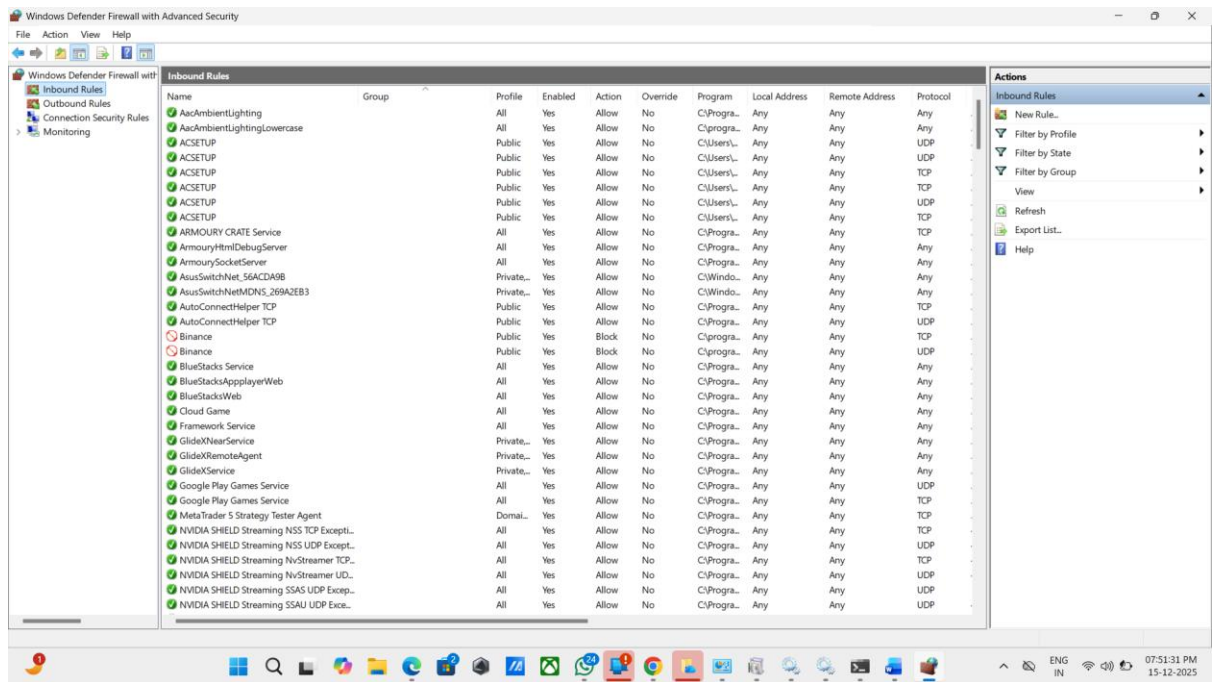 Windows Defender Firewall with Advanced Security
File Action View Help
Windows Defender Firewall with
Inbound Rules
Outbound Rules
Connection Security Rules
Monitoring
Inbound Rules
Name Group Profile Enabled Action Override Program Local Address Remote Address Protocol
AacAmbientLighting All Yes Allow No C:\Progra... Any Any Any
AacAmbientLightingLowercase All Yes Allow No C:\progra... Any Any Any
ACSETUP Public Yes Allow No C:\Users\... Any Any UDP
ACSETUP Public Yes Allow No C:\Users\... Any Any UDP
ACSETUP Public Yes Allow No C:\Users\... Any Any TCP
ACSETUP Public Yes Allow No C:\Users\... Any Any TCP
ACSETUP Public Yes Allow No C:\Users\... Any Any UDP
ACSETUP Public Yes Allow No C:\Users\... Any Any TCP
ARMOURY CRATE Service All Yes Allow No C:\Progra... Any Any TCP
ArmouryHtmlDebugServer All Yes Allow No C:\Progra... Any Any Any
ArmourySocketServer All Yes Allow No C:\Progra... Any Any Any
AsusSwitchNet_56ACDA9B Private,... Yes Allow No C:\Windo... Any Any Any
AsusSwitchNetMDNS_269A2EB3 Private,... Yes Allow No C:\Windo... Any Any Any
AutoConnectHelper TCP Public Yes Allow No C:\Progra... Any Any TCP
AutoConnectHelper TCP Public Yes Allow No C:\Progra... Any Any UDP
Binance Public Yes Block No C:\progra... Any Any TCP
Binance Public Yes Block No C:\progra... Any Any UDP
BlueStacks Service All Yes Allow No C:\Progra... Any Any Any
BlueStacksAppplayerWeb All Yes Allow No C:\Progra... Any Any Any
BlueStacksWeb All Yes Allow No C:\Progra... Any Any Any
Cloud Game All Yes Allow No C:\Progra... Any Any Any
Framework Service All Yes Allow No C:\Progra... Any Any Any
GlideXNearService Private,... Yes Allow No C:\Progra... Any Any Any
GlideXRemoteAgent Private,... Yes Allow No C:\Progra... Any Any Any
GlideXService Private,... Yes Allow No C:\Progra... Any Any Any
Google Play Games Service All Yes Allow No C:\Progra... Any Any UDP
Google Play Games Service All Yes Allow No C:\Progra... Any Any TCP
MetaTrader 5 Strategy Tester Agent Domai... Yes Allow No C:\Progra... Any Any TCP
NVIDIA SHIELD Streaming NSS TCP Excepti... All Yes Allow No C:\Progra... Any Any TCP
NVIDIA SHIELD Streaming NSS UDP Except... All Yes Allow No C:\Progra... Any Any UDP
NVIDIA SHIELD Streaming NvStreamer TCP... All Yes Allow No C:\Progra... Any Any TCP
NVIDIA SHIELD Streaming NvStreamer UD... All Yes Allow No C:\Progra... Any Any UDP
NVIDIA SHIELD Streaming SSAS UDP Excep... All Yes Allow No C:\Progra... Any Any UDP
NVIDIA SHIELD Streaming SSAU UDP Exce... All Yes Allow No C:\Progra... Any Any UDP
Actions
Inbound Rules
New Rule...
Filter by Profile
Filter by State
Filter by Group
View
Refresh
Export List...
Help
1
2
24
ENG
IN
07:51:31 PM
15-12-2025